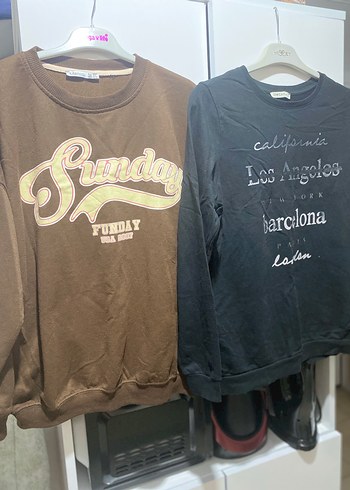 Sunday
FUNDAY
california
Los Angeles
NEW YORK
barcelona
PARIS
london